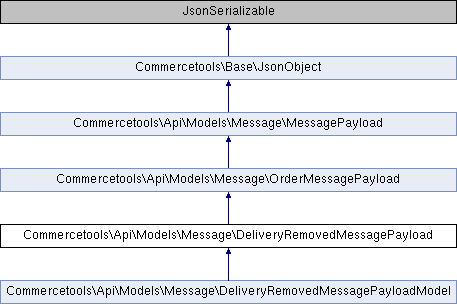 JsonSerializable
Commercetools\Base\JsonObject
Commercetools\Api\Models\Message\MessagePayload
Commercetools\Api\Models\Message\OrderMessagePayload
Commercetools\Api\Models\Message\DeliveryRemovedMessagePayload
Commercetools\Api\Models\Message\DeliveryRemovedMessagePayloadModel